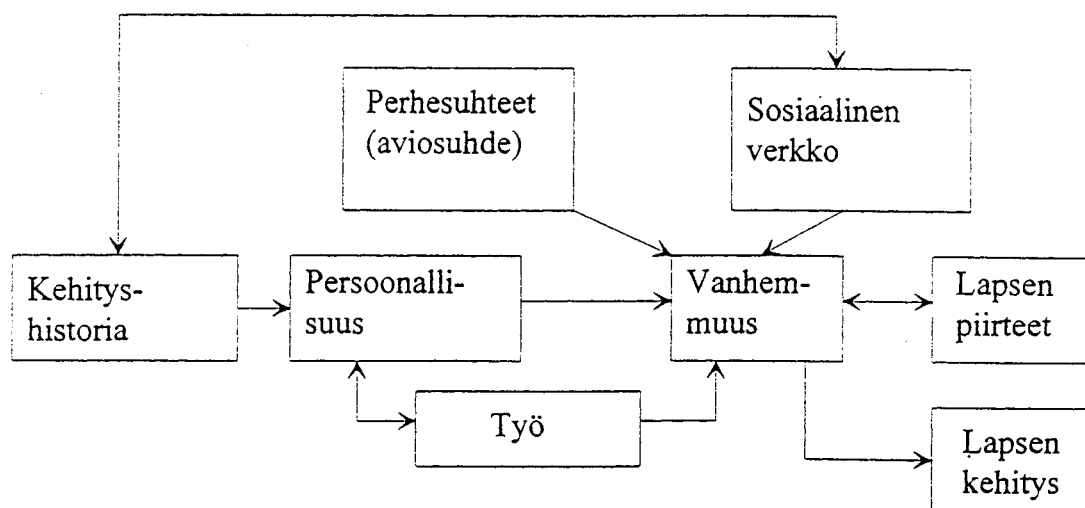 Perhesuhteet
(aviosuhde)
Sosiaalinen
verkko
Kehitys-
historia
Persoonalli-
suus
Vanhem-
muus
Lapsen
piirteet
Työ
Lapsen
kehitys